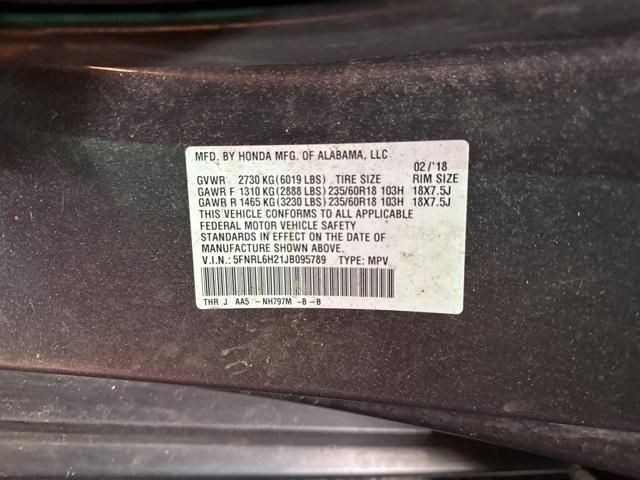 MFD. BY HONDA MFG. OF ALABAMA, LLC 02/'18
GVWR 2730 KG(6019 LBS) TIRE SIZE RIM SIZE
GAWR F 1310 KG(2888 LBS)235/60R18 103H 18X7.5J
GAWR R 1465 KG(3230 LBS)235/60R18 103H 18X7.5J
THIS VEHICLE CONFORMS TO ALL APPLICABLE
FEDERAL MOTOR VEHICLE SAFETY
STANDARDS IN EFFECT ON THE DATE OF
MANUFACTURE SHOWN ABOVE.
V.I.N.: 5FNRL6H21JB095789 TYPE: MPV
THR J AA5 -NH797M -B -B